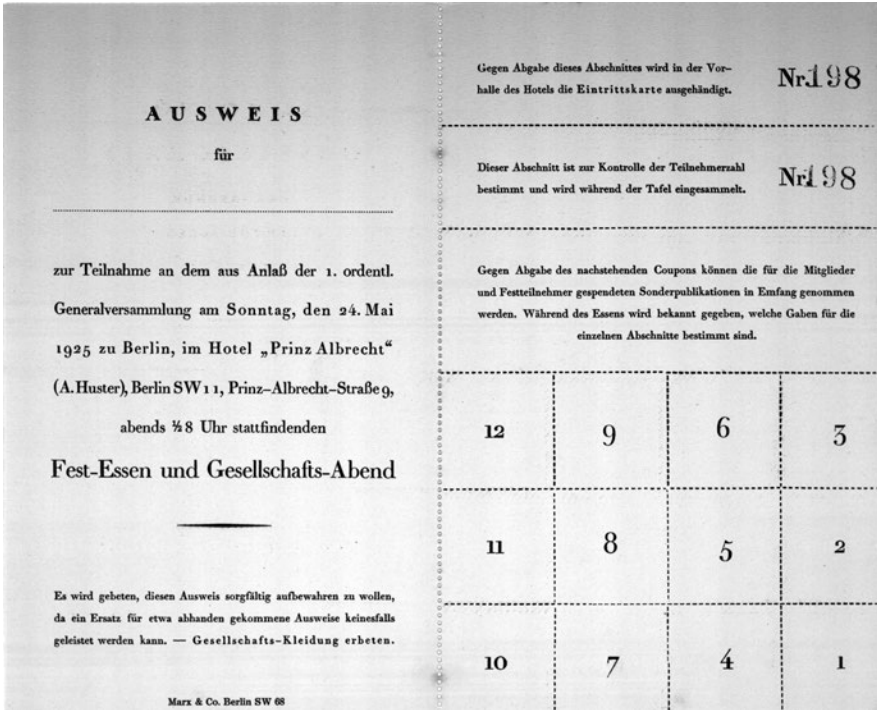 AUSWEIS
für
zur Teilnahme an dem aus Anlaß der 1. ordentl.
Generalversammlung am Sonntag, den 24. Mai
1925 zu Berlin, im Hotel „Prinz Albrecht“
(A. Huster), Berlin SW 11, Prinz-Albrecht-Straße 9,
abends ½8 Uhr stattfindenden
Fest-Essen und Gesellschafts-Abend
Es wird gebeten, diesen Ausweis sorgfältig aufbewahren zu wollen,
da ein Ersatz für etwa abhanden gekommene Ausweise keinesfalls
geleistet werden kann. — Gesellschafts-Kleidung erbeten.
Marx & Co. Berlin SW 68
Gegen Abgabe dieses Abschnittes wird in der Vor-
halle des Hotels die Eintrittskarte ausgehändigt.
Nr. 198
Dieser Abschnitt ist zur Kontrolle der Teilnehmerzahl
bestimmt und wird während der Tafel eingesammelt.
Nr. 198
Gegen Abgabe des nachstehenden Coupons können die für die Mitglieder
und Festteilnehmer gespendeten Sonderpublikationen in Emfang genommen
werden. Während des Essens wird bekannt gegeben, welche Gaben für die
einzelnen Abschnitte bestimmt sind.
12 9 6 3
11 8 5 2
10 7 4 1